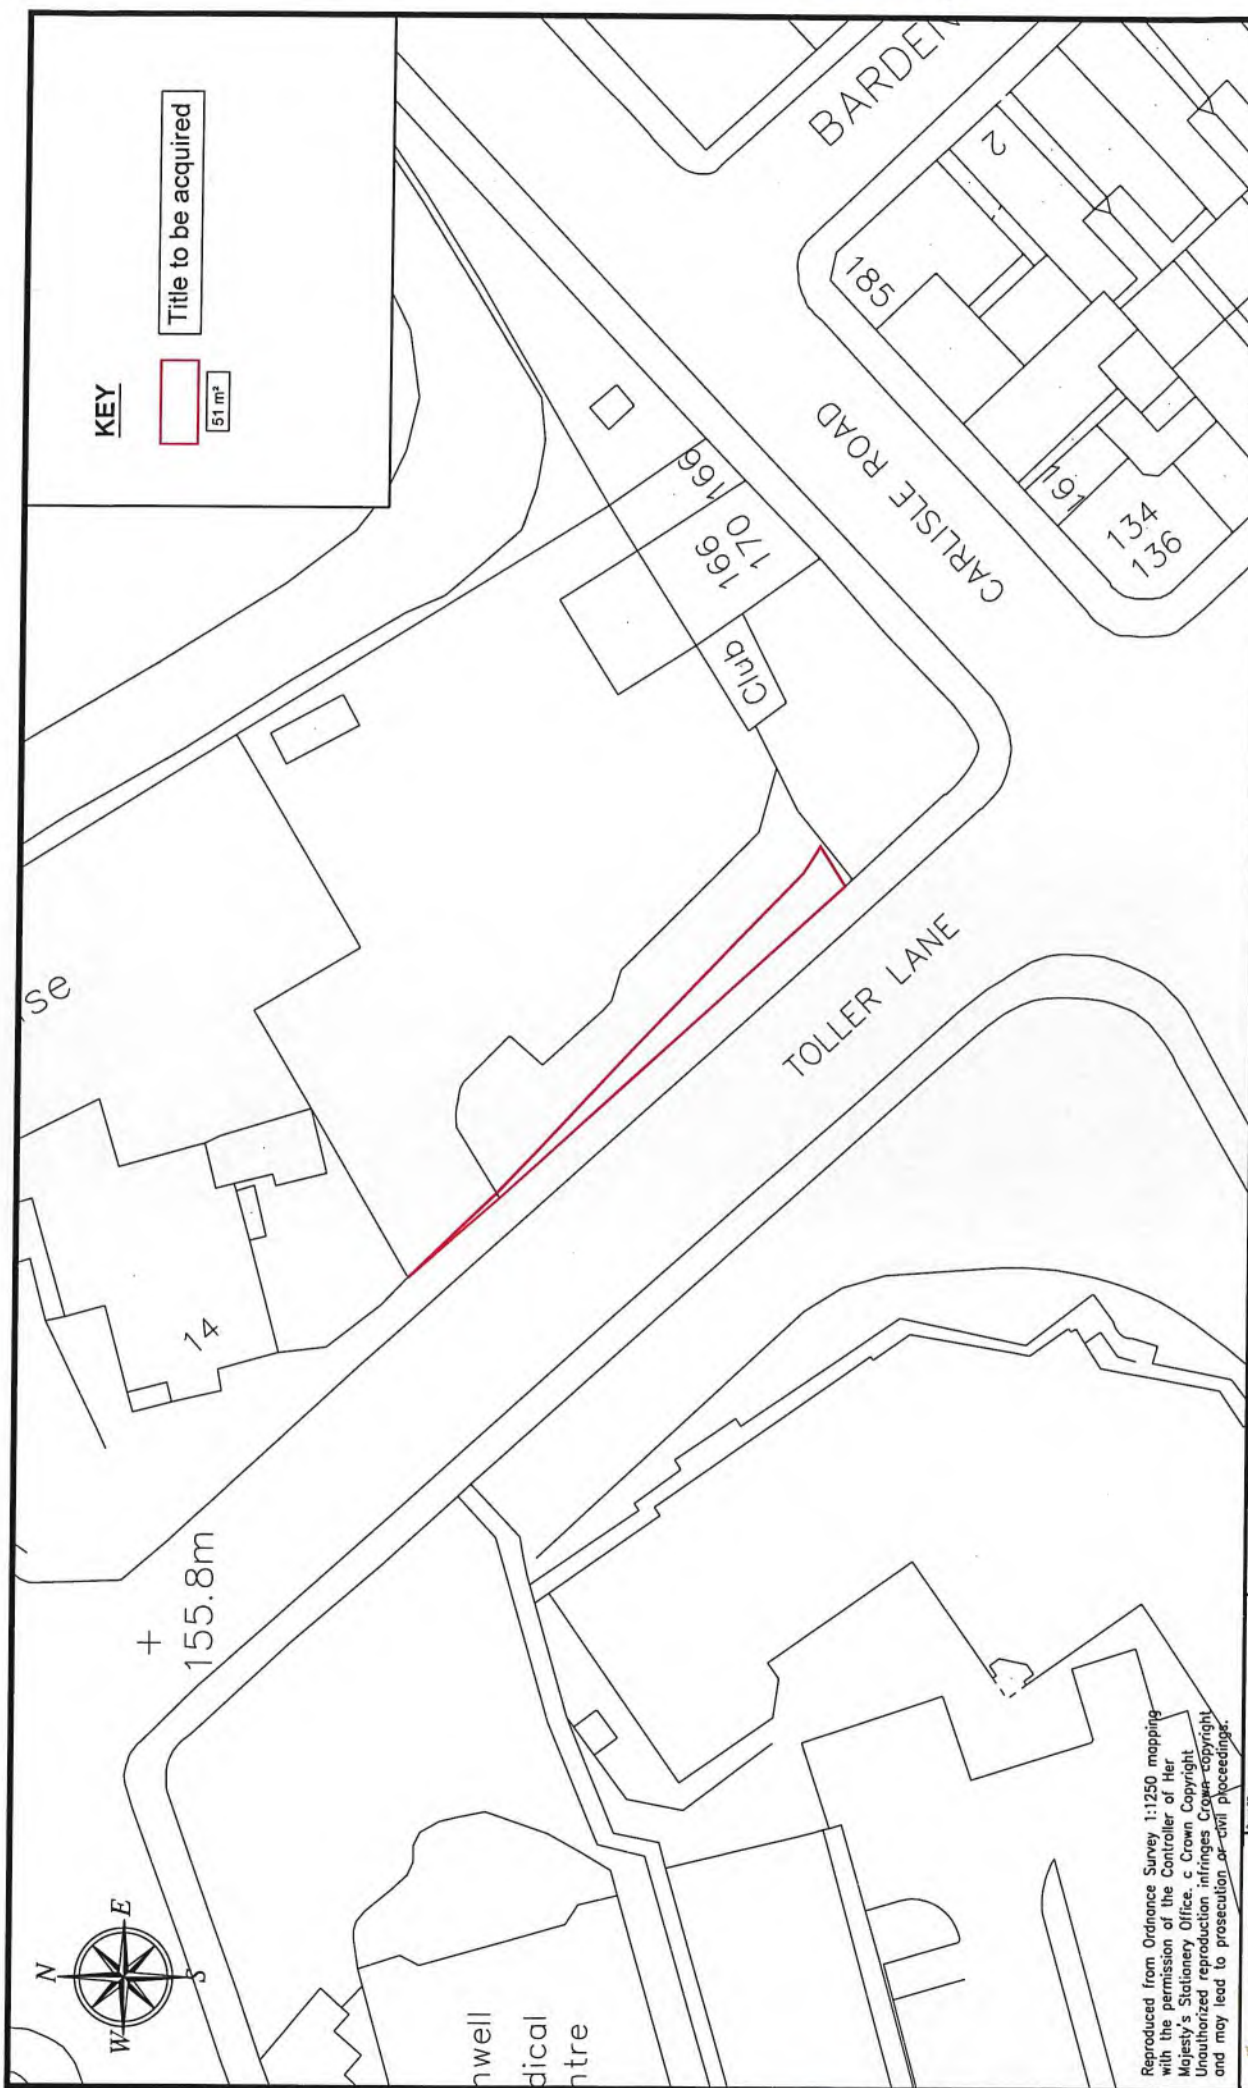 KEY
Title to be acquired
51 m²
BARDEN
2
185
CARLISLE ROAD
191
134
136
166
166
170
Club
TOLLER LANE
se
14
155.8m
N
E
S
W
nwell
dical
ntre
Reproduced from Ordnance Survey 1:1250 mapping
with the permission of the Controller of Her
Majesty's Stationery Office. c Crown Copyright
Unauthorized reproduction infringes Crown copyright
and may lead to prosecution or civil proceedings.